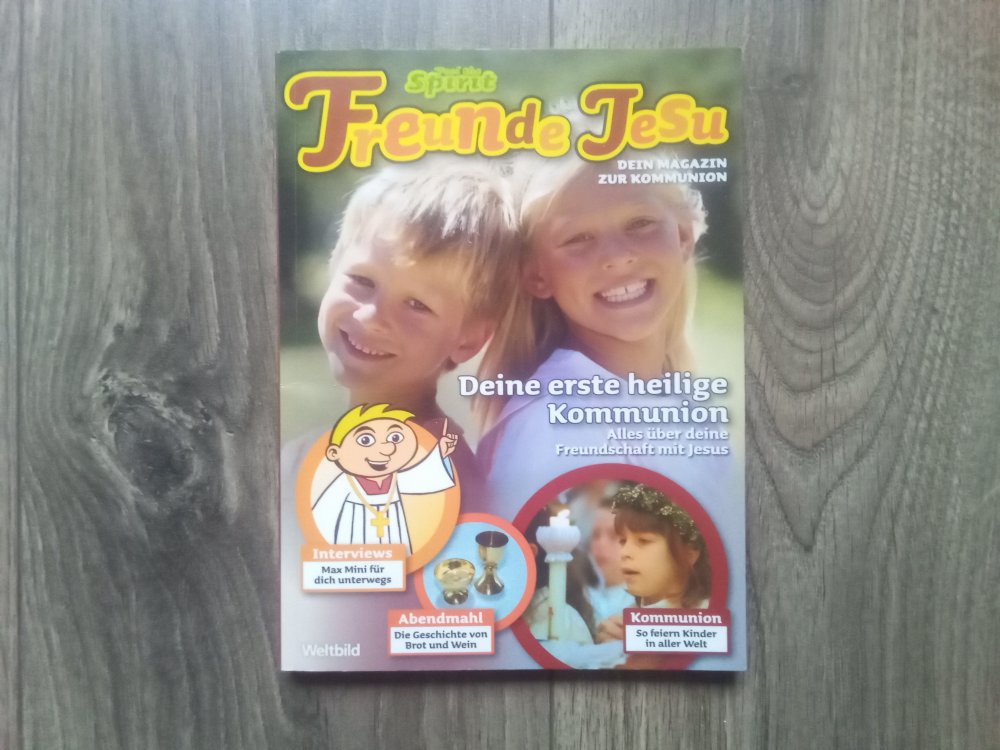 Spirit
Freunde Jesu
DEIN MAGAZIN
ZUR KOMMUNION
Deine erste heilige
Kommunion
Alles über deine
Freundschaft mit Jesus
Interviews
Max Mini für
dich unterwegs
Abendmahl
Die Geschichte von
Brot und Wein
Kommunion
So feiern Kinder
in aller Welt
Weltbild